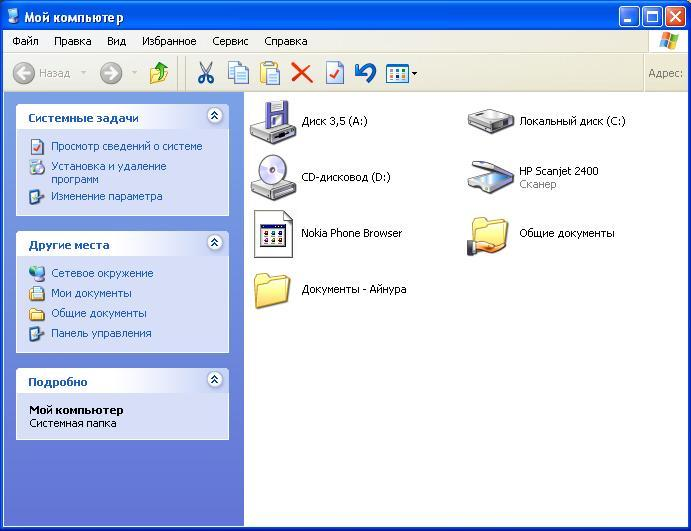 Мой компьютер
Файл Правка Вид Избранное Сервис Справка
Назад Адрес:
Системные задачи
Просмотр сведений о системе
Установка и удаление
программ
Изменение параметра
Другие места
Сетевое окружение
Мои документы
Общие документы
Панель управления
Подробно
Мой компьютер
Системная папка
Диск 3,5 (A:)
Локальный диск (C:)
CD-дисковод (D:)
HP Scanjet 2400
Сканер
Nokia Phone Browser
Общие документы
Документы - Айнура